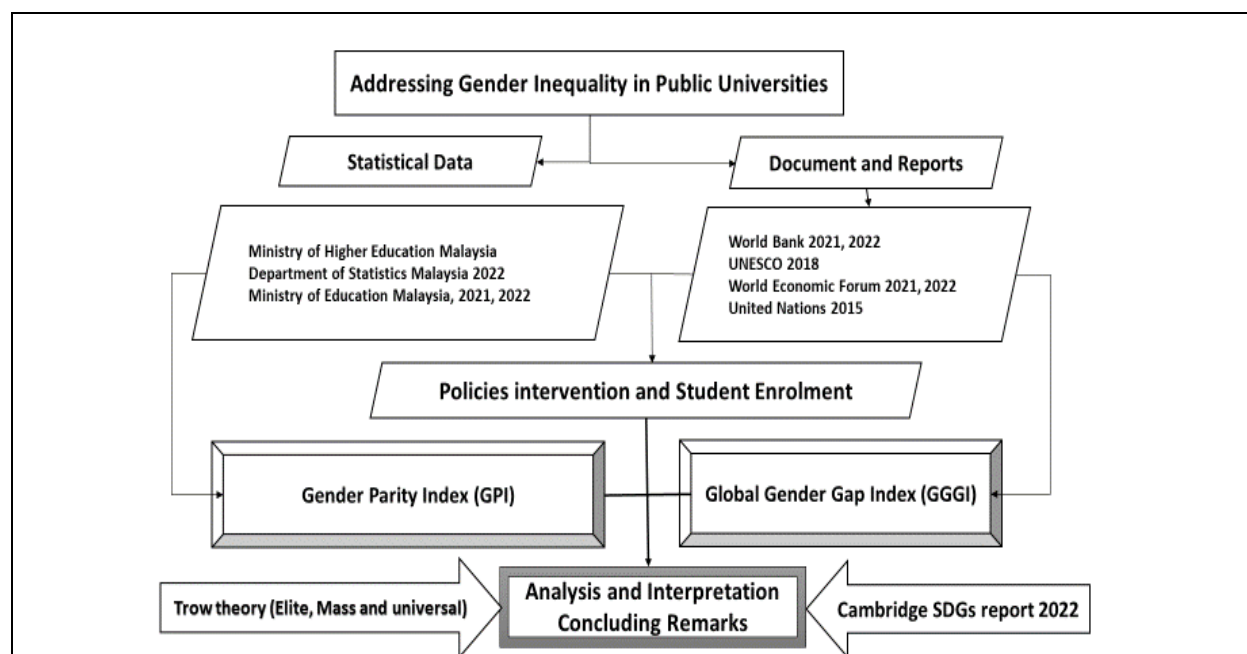 Addressing Gender Inequality in Public Universities
Statistical Data
Document and Reports
Ministry of Higher Education Malaysia
Department of Statistics Malaysia 2022
Ministry of Education Malaysia, 2021, 2022
World Bank 2021, 2022
UNESCO 2018
World Economic Forum 2021, 2022
United Nations 2015
Policies intervention and Student Enrolment
Gender Parity Index (GPI)
Global Gender Gap Index (GGGI)
Trow theory (Elite, Mass and universal)
Analysis and Interpretation
Concluding Remarks
Cambridge SDGs report 2022